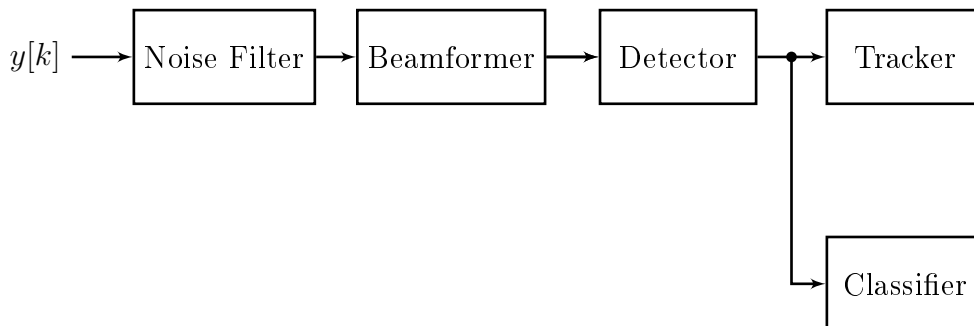 y[k]
Noise Filter
Beamformer
Detector
Tracker
Classifier